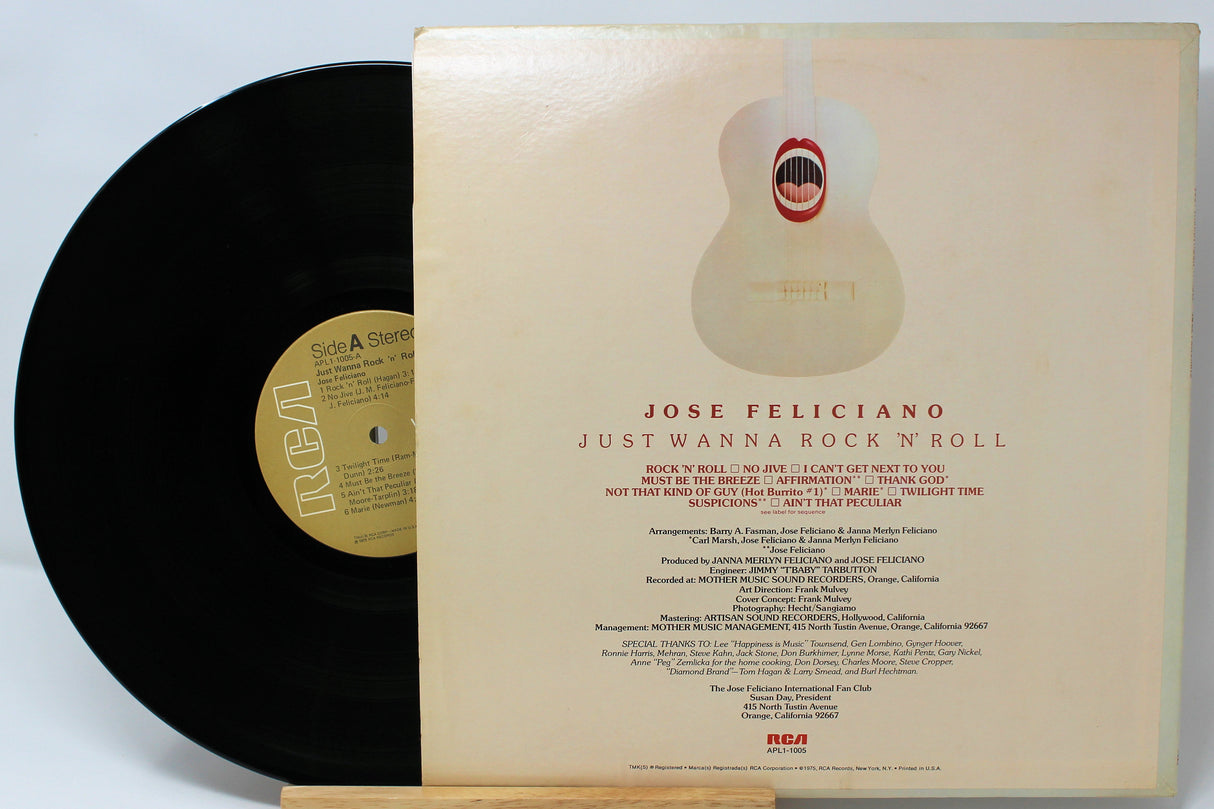 Side A Stereo
APL1-1005-A
Just Wanna Rock 'n' Roll
Jose Feliciano
1 Rock 'n' Roll (Hagan) 3:1
2 No Jive (J. M. Feliciano-
J. Feliciano) 4:14
RCA
3 Twilight Time (Ram-
Dunn) 2:26
4 Must Be the Breeze
5 Ain't That Peculiar
Moore-Tarplin) 3:18
6 Marie (Newman) 4:
JOSE FELICIANO
JUST WANNA ROCK 'N' ROLL
ROCK 'N' ROLL □ NO JIVE □ I CAN'T GET NEXT TO YOU
MUST BE THE BREEZE □ AFFIRMATION** □ THANK GOD*
NOT THAT KIND OF GUY (Hot Burrito #1)* □ MARIE* □ TWILIGHT TIME
SUSPICIONS** □ AIN'T THAT PECULIAR
see label for sequence
Arrangements: Barry A. Fasman, Jose Feliciano & Janna Merlyn Feliciano
*Carl Marsh, Jose Feliciano & Janna Merlyn Feliciano
**Jose Feliciano
Produced by JANNA MERLYN FELICIANO and JOSE FELICIANO
Engineer: JIMMY "T'BABY" TARBUTTON
Recorded at: MOTHER MUSIC SOUND RECORDERS, Orange, California
Art Direction: Frank Mulvey
Cover Concept: Frank Mulvey
Photography: Hecht/Sangiamo
Mastering: ARTISAN SOUND RECORDERS, Hollywood, California
Management: MOTHER MUSIC MANAGEMENT, 415 North Tustin Avenue, Orange, California 92667
SPECIAL THANKS TO: Lee "Happiness is Music" Townsend, Gen Lombino, Gynger Hoover,
Ronnie Harris, Mehran, Steve Kahn, Jack Stone, Don Burkhimer, Lynne Morse, Kathi Pentz, Gary Nickel,
Anne "Peg" Zemlicka for the home cooking, Don Dorsey, Charles Moore, Steve Cropper,
"Diamond Brand"—Tom Hagan & Larry Smead, and Burl Hechtman.
The Jose Feliciano International Fan Club
Susan Day, President
415 North Tustin Avenue
Orange, California 92667
RCA
APL1-1005
TMK(S) ® Registered • Marca(s) Registrada(s) RCA Corporation • ©1975, RCA Records, New York, N.Y. • Printed in U.S.A.